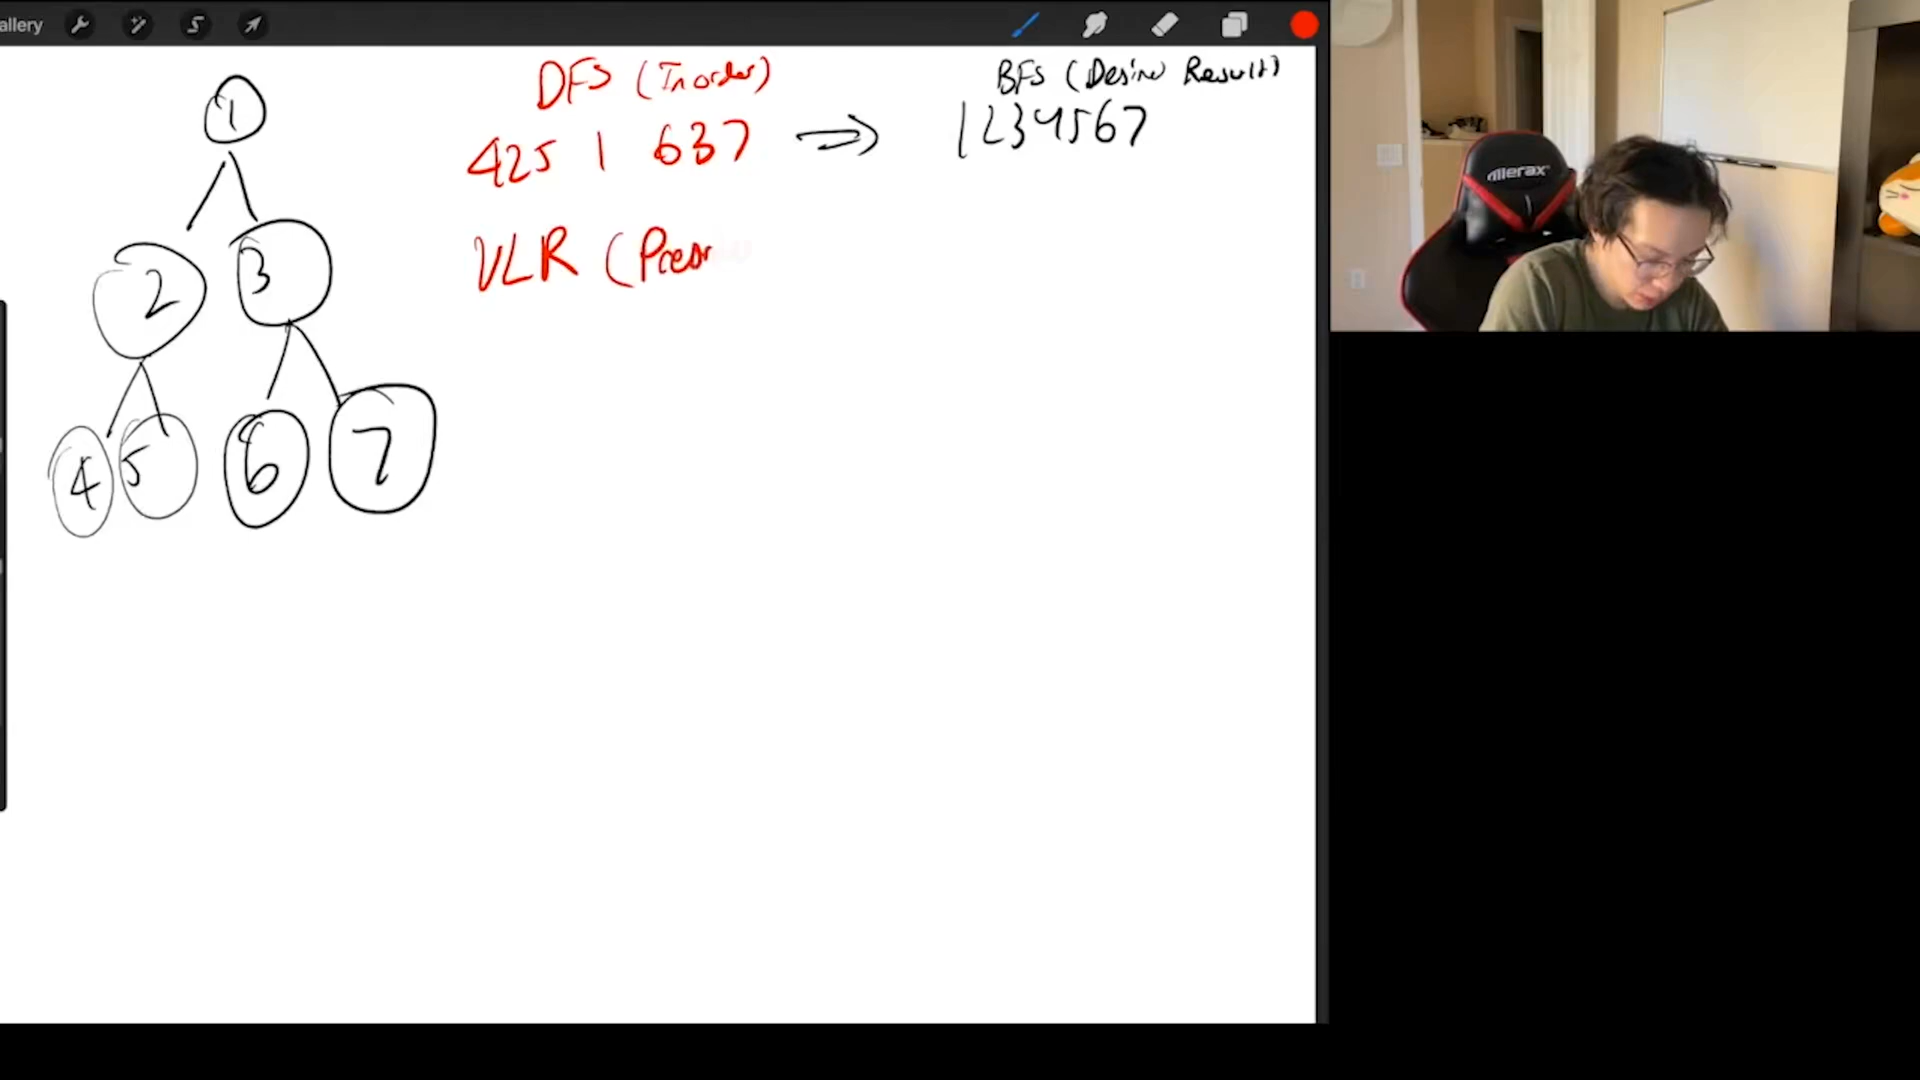 allery
DFS (Inorder)
425 1 637
BFS (Desired Result)
1234567
VLR (Preor
1
2
3
4
5
6
7
merax